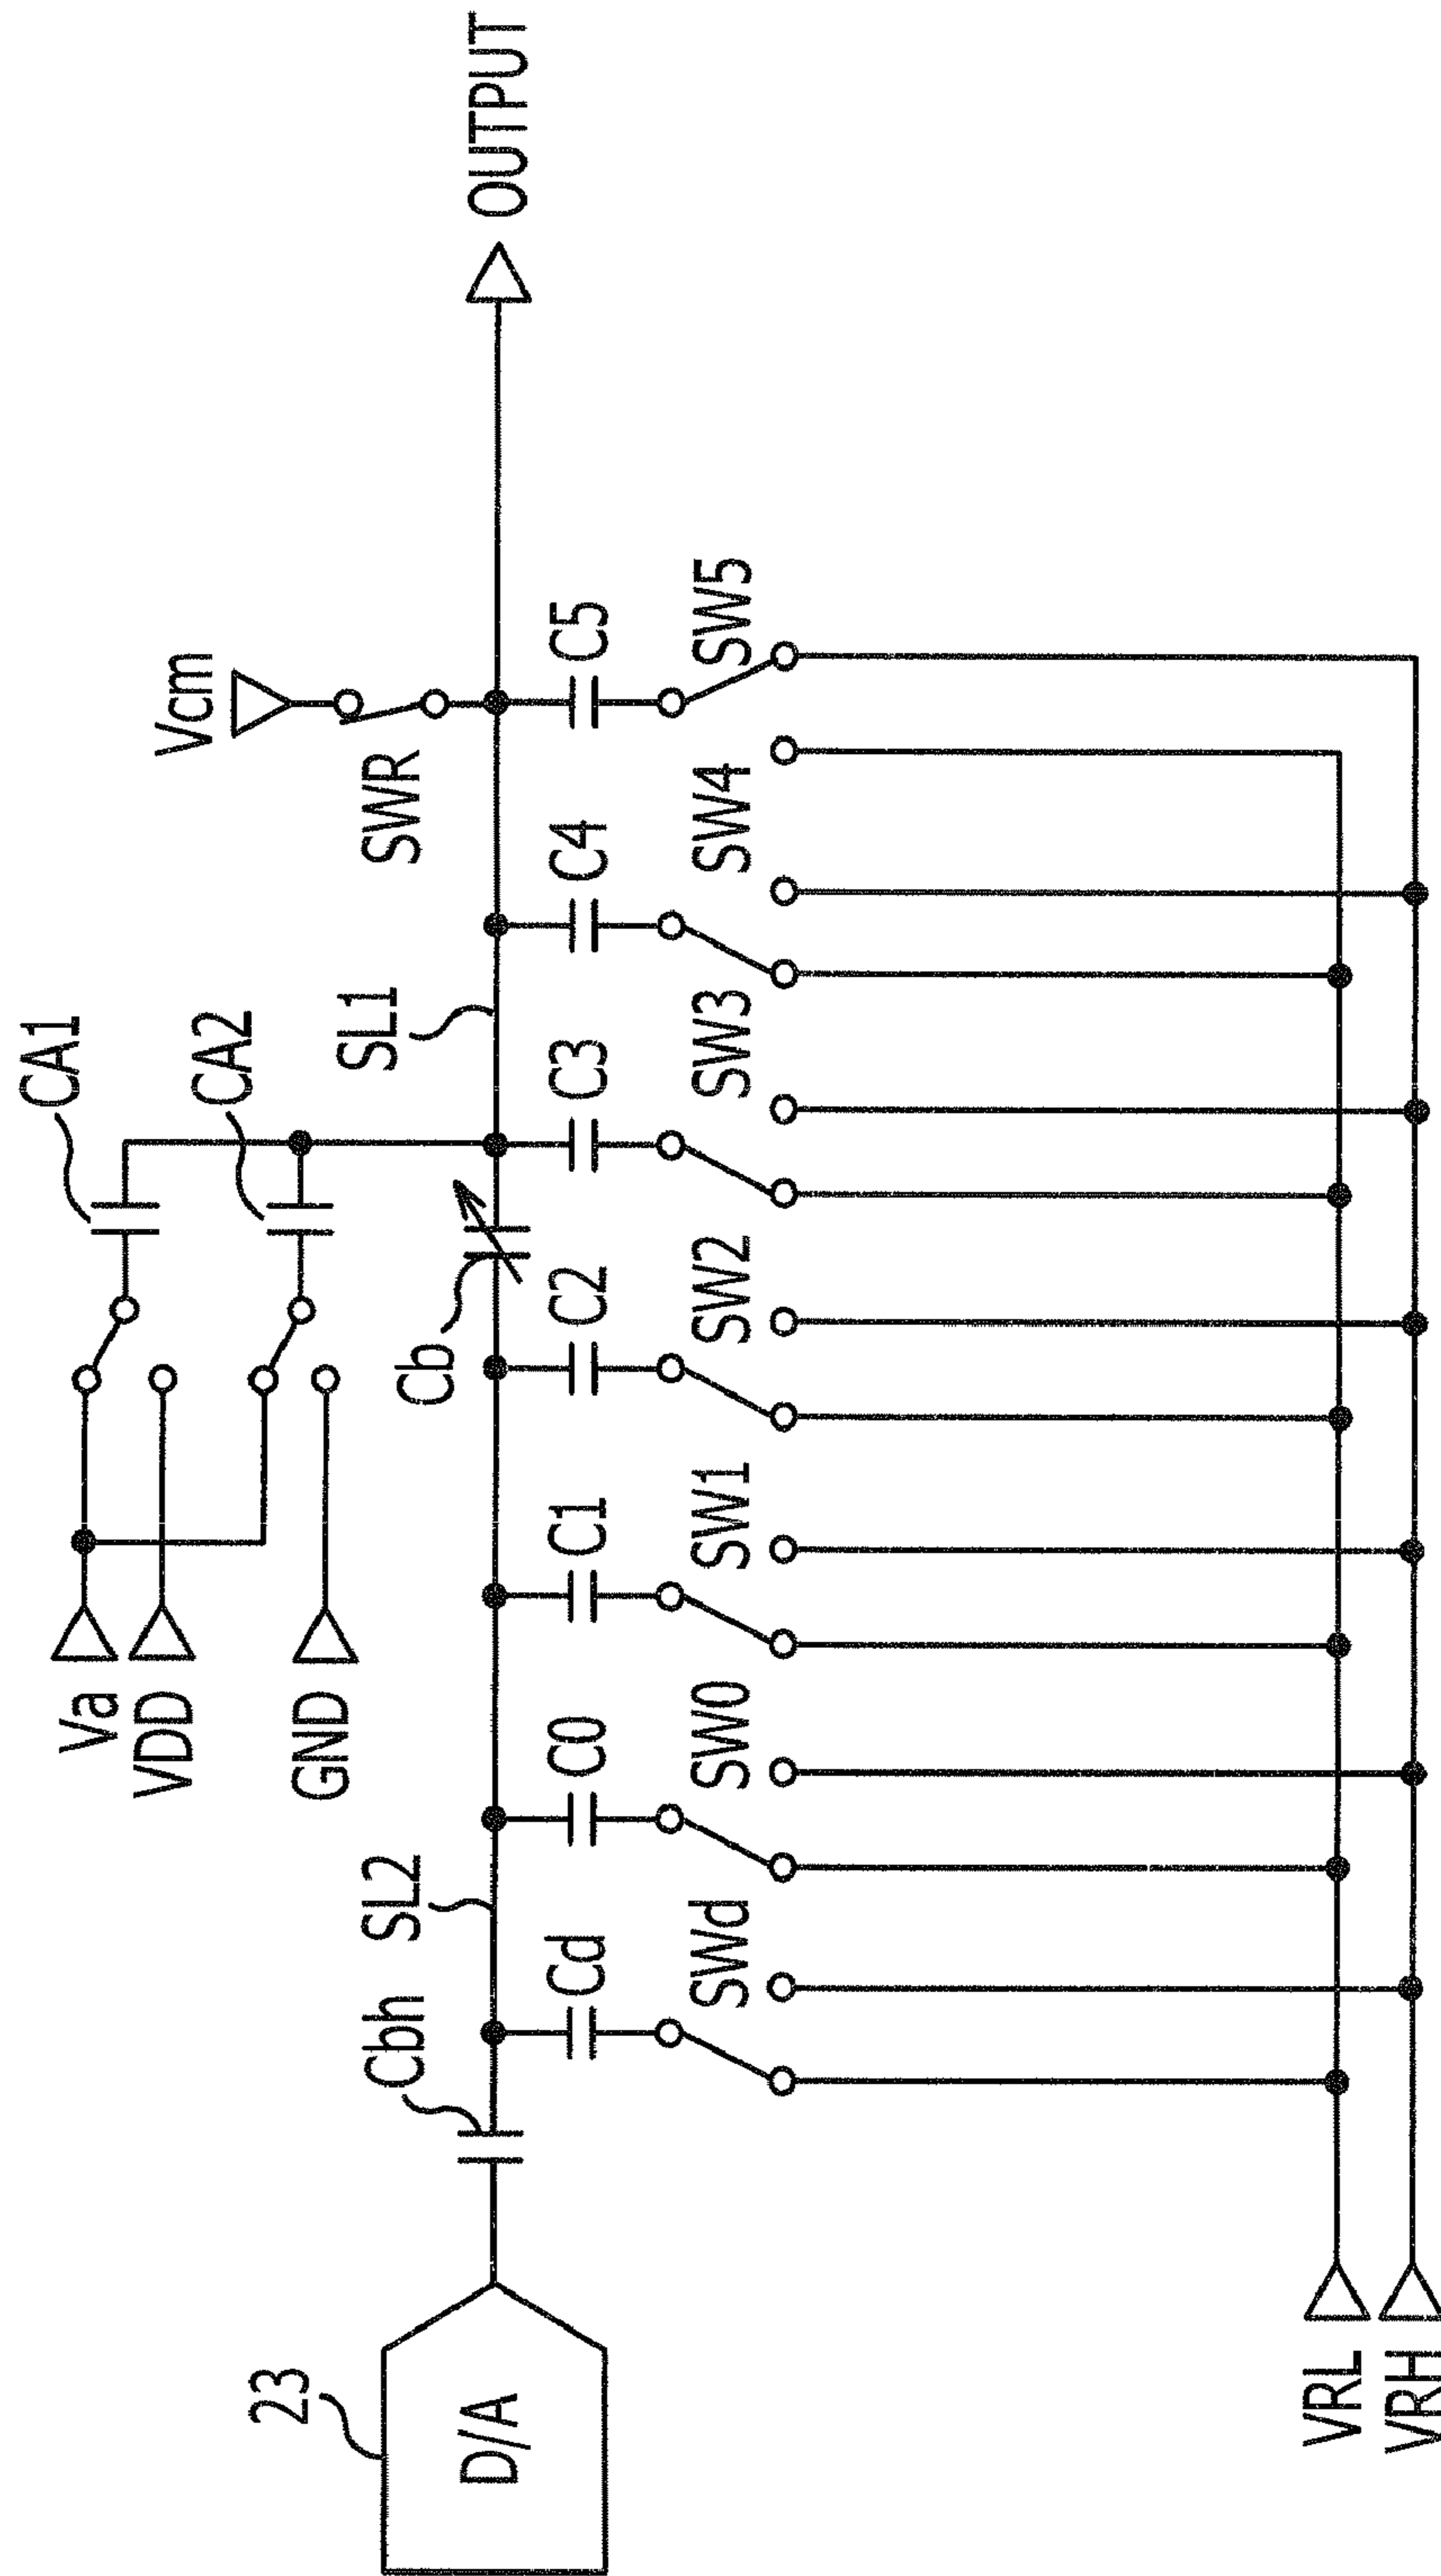 CA1
CA2
Va
VDD
GND
Vcm
SWR
SL1
OUTPUT
Cb
SL2
Cbh
23
D/A
Cd
C0
C1
C2
C3
C4
C5
SWd
SW0
SW1
SW2
SW3
SW4
SW5
VRL
VRH